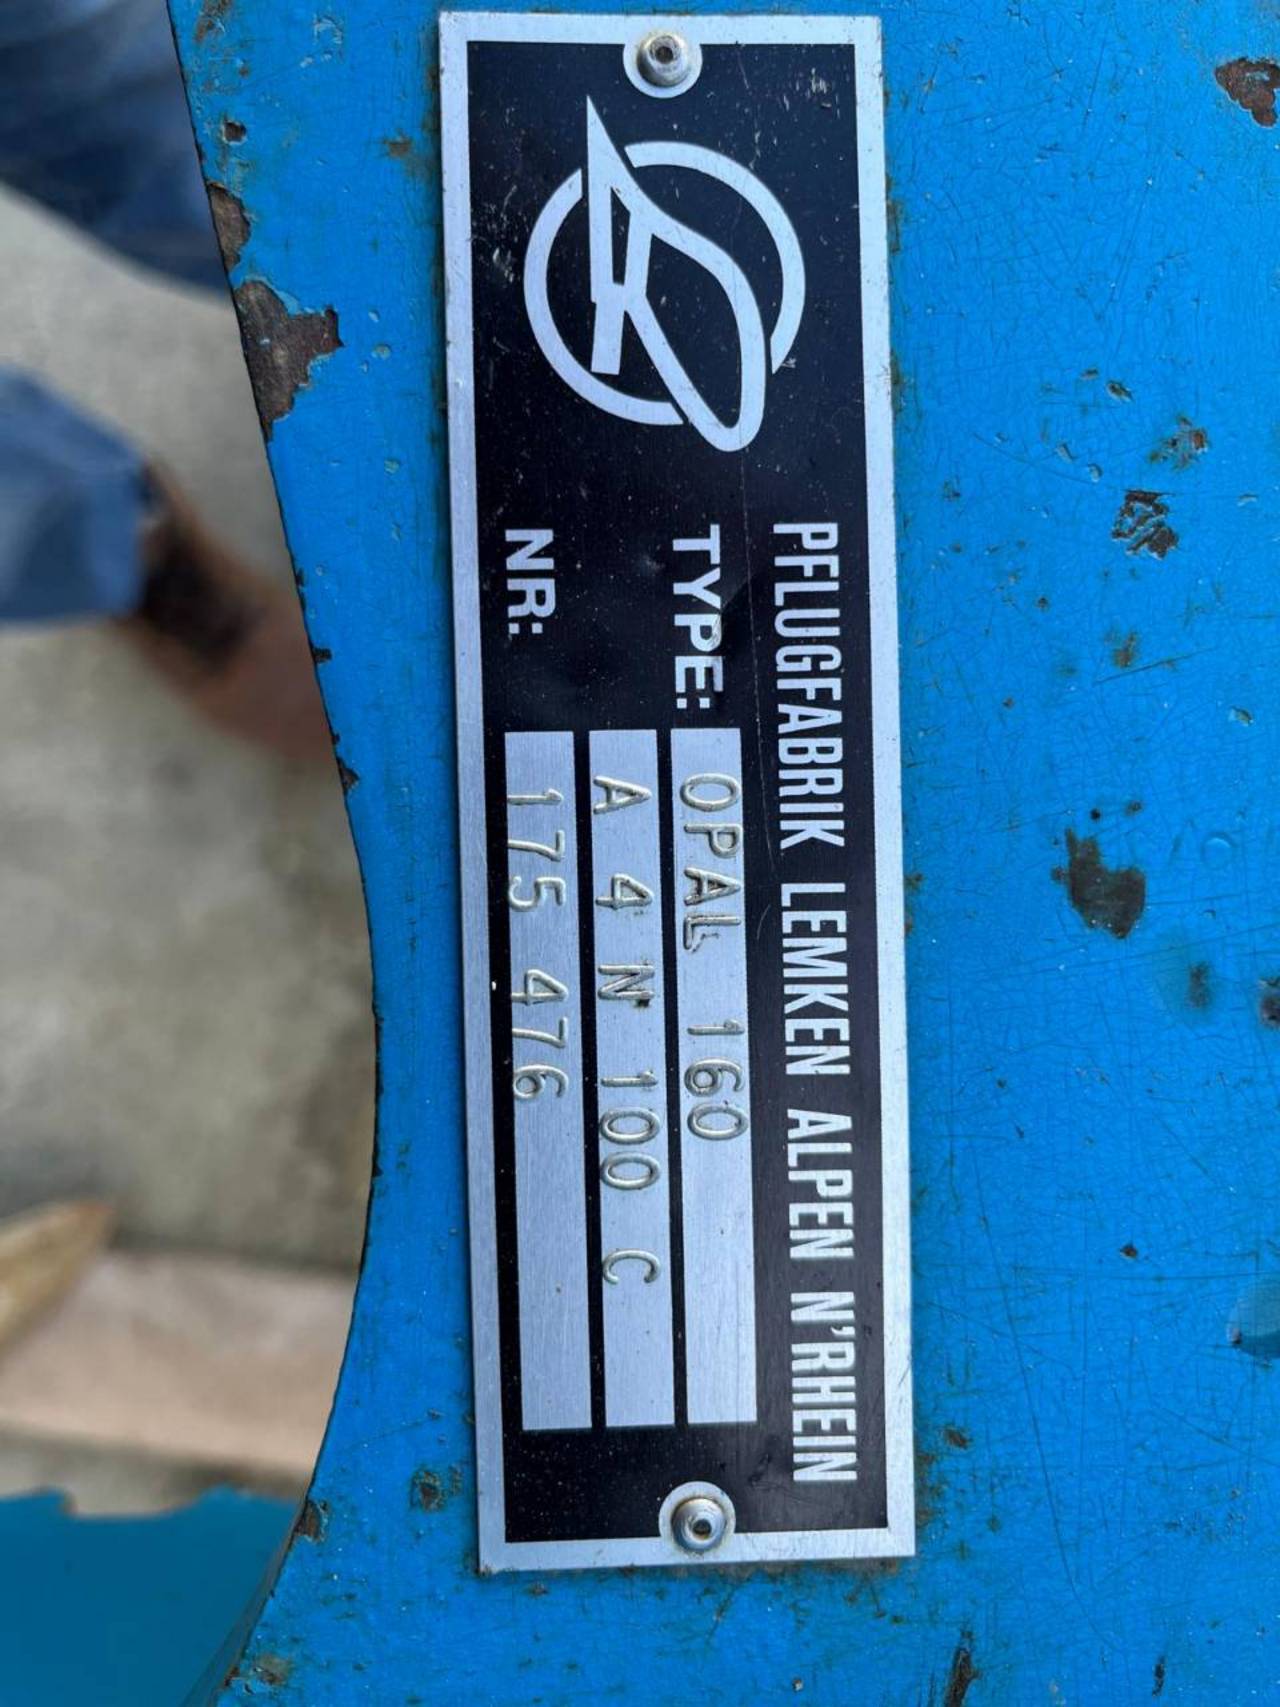 PFLUGFABRIK LEMKEN ALPEN N'RHEIN
TYPE: OPAL 160
A 4 N 100 C
NR: 175 476